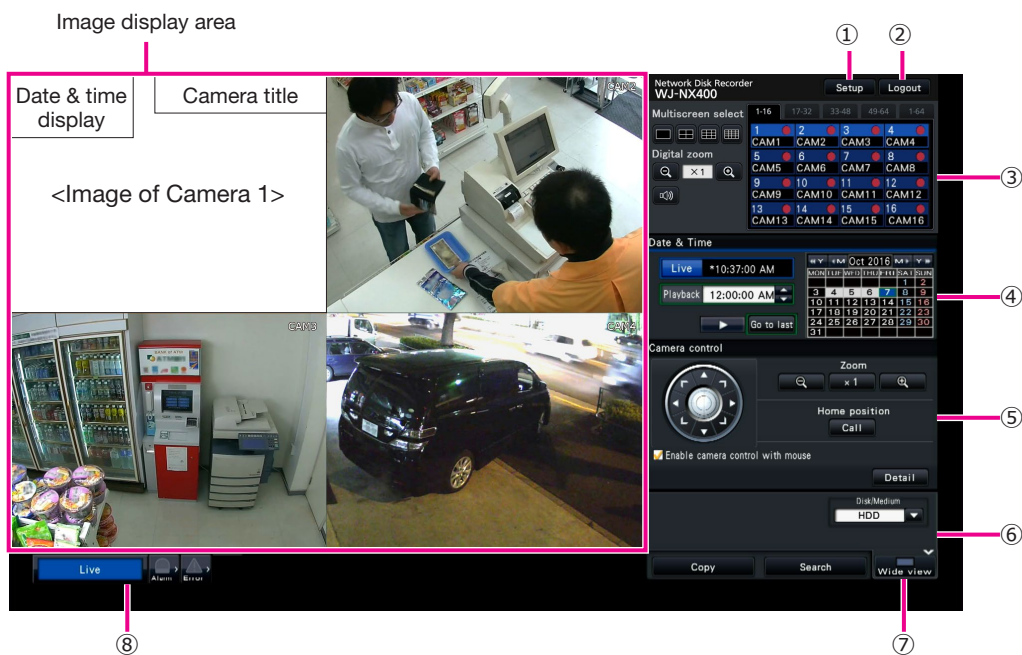 Image display area
① ②
Date & time display
Camera title
<Image of Camera 1>
CAM2
CAM3
CAM4
BANK of ATM
Network Disk Recorder
WJ-NX400
Setup Logout
Multiscreen select
1-16 17-32 33-48 49-64 1-64
1 2 3 4
CAM1 CAM2 CAM3 CAM4
5 6 7 8
CAM5 CAM6 CAM7 CAM8
9 10 11 12
CAM9 CAM10 CAM11 CAM12
13 14 15 16
CAM13 CAM14 CAM15 CAM16
Digital zoom
×1
③
Date & Time
Live *10:37:00 AM
Playback 12:00:00 AM
Go to last
«Y ‹M Oct 2016 M› Y»
MON TUE WED THU FRI SAT SUN
1 2
3 4 5 6 7 8 9
10 11 12 13 14 15 16
17 18 19 20 21 22 23
24 25 26 27 28 29 30
31
④
Camera control
Zoom
×1
Home position
Call
Enable camera control with mouse
Detail
⑤
Disk/Medium
HDD
⑥
Copy Search Wide view
Live Alarm Error
⑧ ⑦